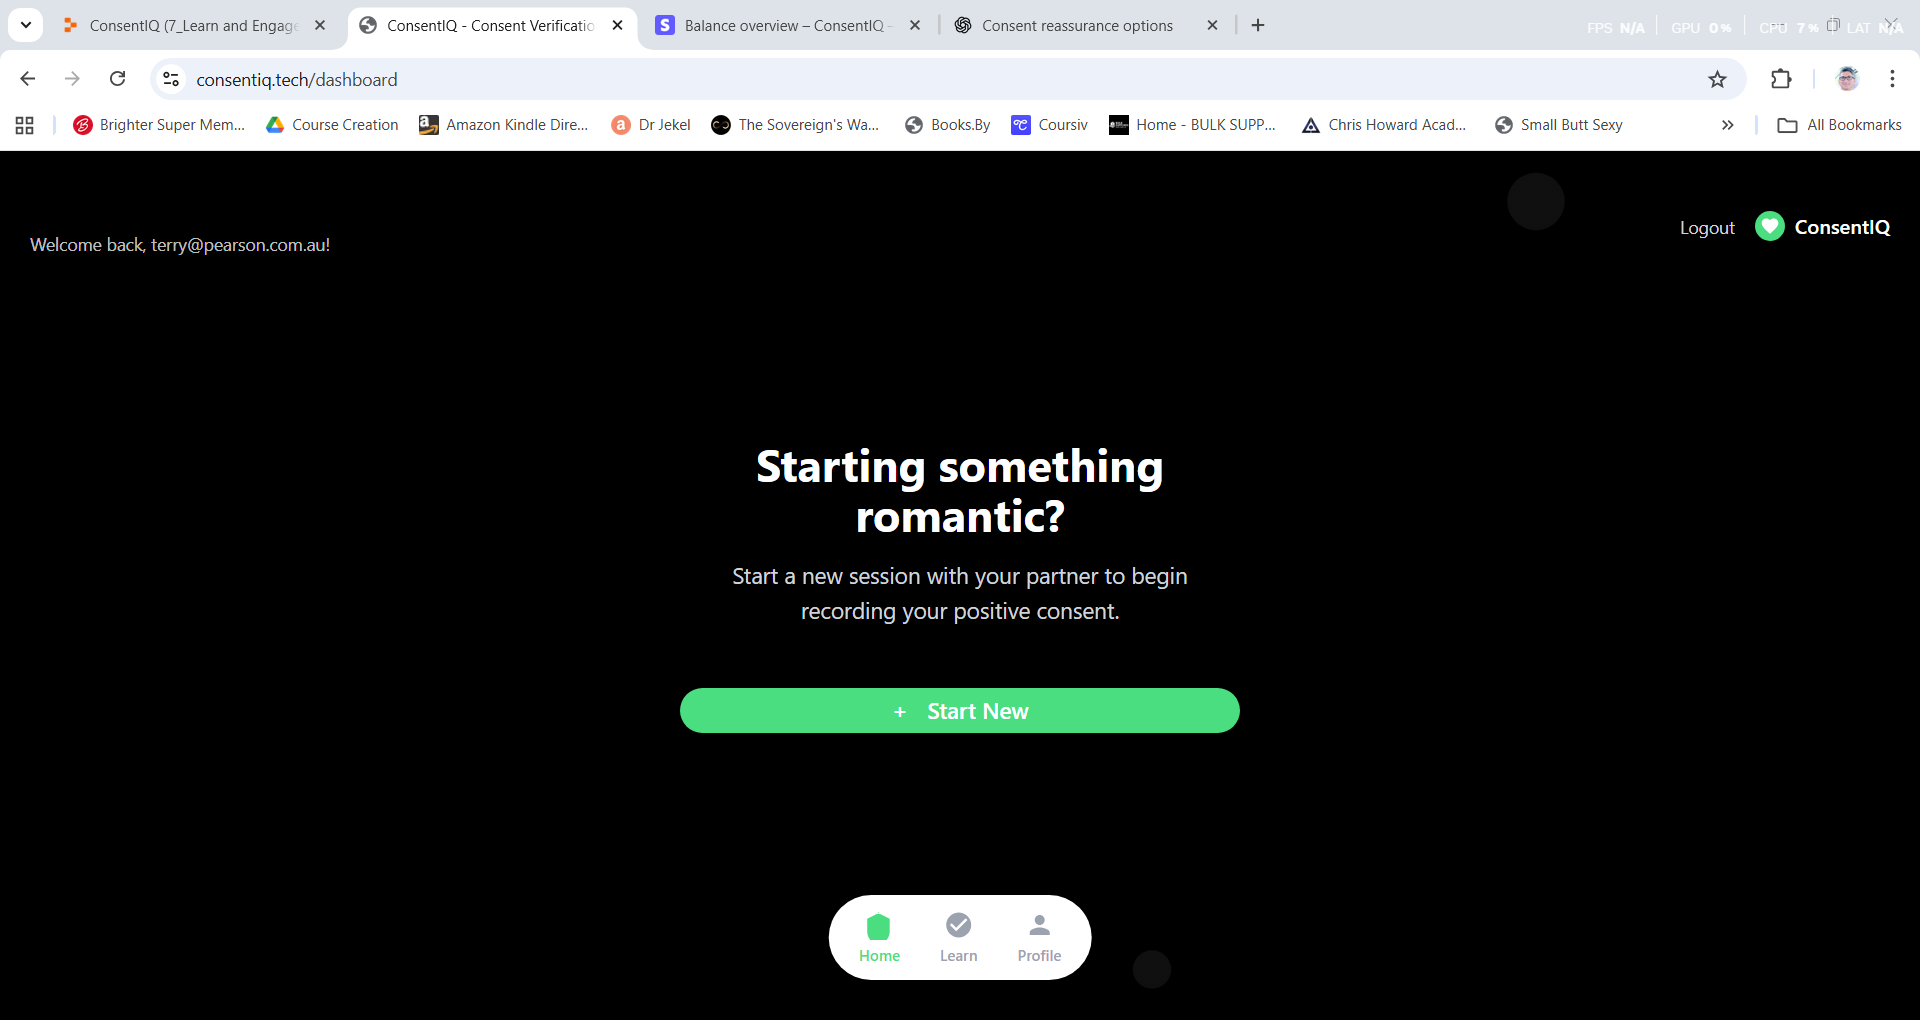 ConsentIQ (7_Learn and Engage
ConsentIQ - Consent Verificatio
S
Balance overview – ConsentIQ –
Consent reassurance options
FPS N/A
GPU 0%
CPU 7%
LAT N/A
consentiq.tech/dashboard
Brighter Super Mem...
Course Creation
Amazon Kindle Dire...
Dr Jekel
The Sovereign's Wa...
Books.By
Coursiv
Home - BULK SUPP...
Chris Howard Acad...
Small Butt Sexy
All Bookmarks
Welcome back, terry@pearson.com.au!
Logout
ConsentIQ
Starting something
romantic?
Start a new session with your partner to begin
recording your positive consent.
+ Start New
Home
Learn
Profile